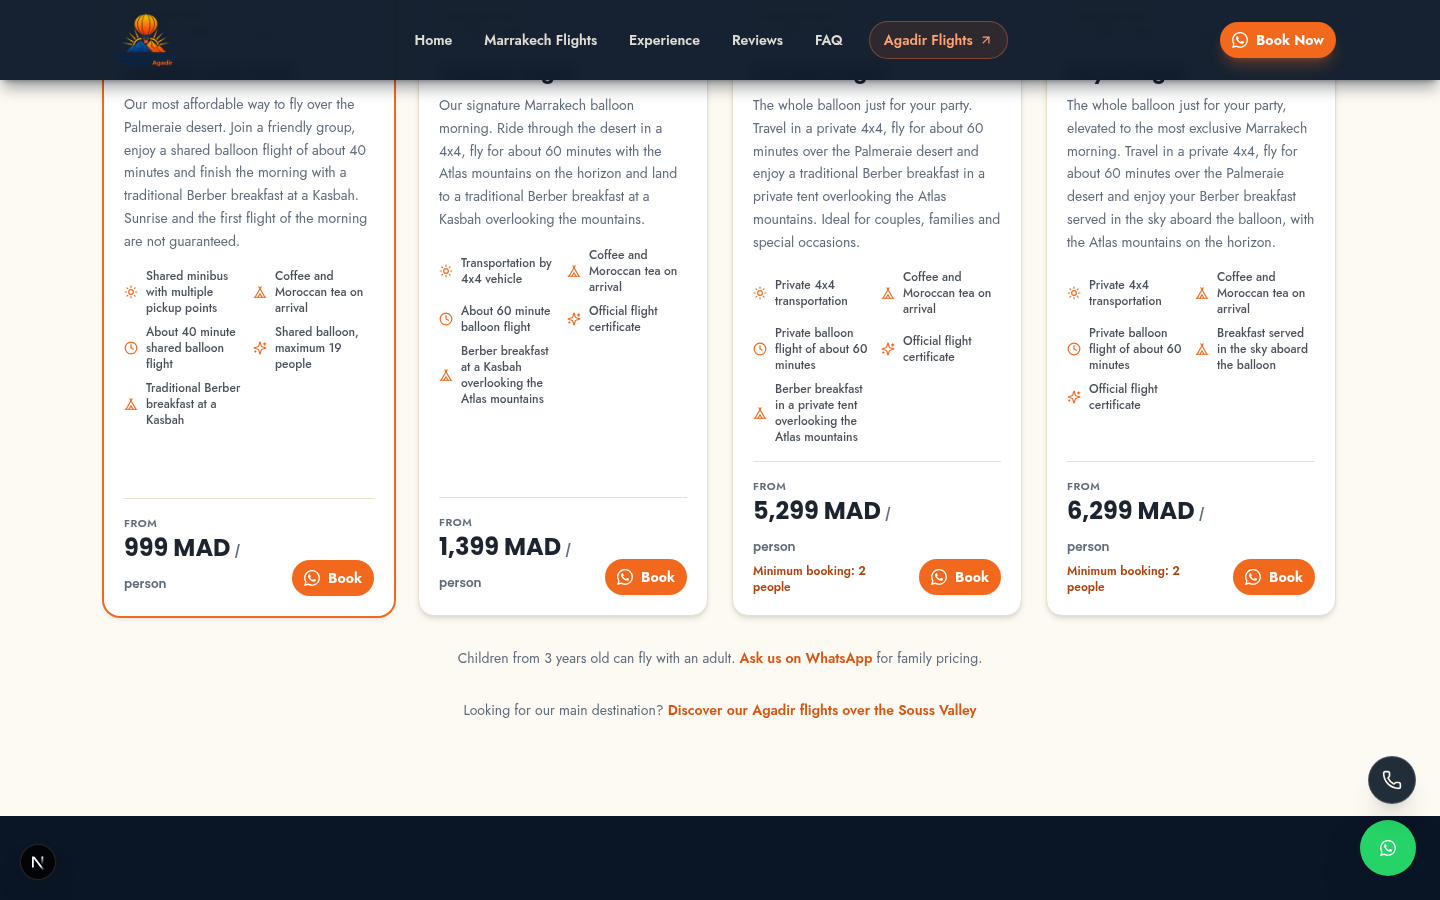 Agadir
Home
Marrakech Flights
Experience
Reviews
FAQ
Agadir Flights
Book Now
Our most affordable way to fly over the
Palmeraie desert. Join a friendly group,
enjoy a shared balloon flight of about 40
minutes and finish the morning with a
traditional Berber breakfast at a Kasbah.
Sunrise and the first flight of the morning
are not guaranteed.
Shared minibus
with multiple
pickup points
Coffee and
Moroccan tea on
arrival
About 40 minute
shared balloon
flight
Shared balloon,
maximum 19
people
Traditional Berber
breakfast at a
Kasbah
FROM
999 MAD /
person
Book
Our signature Marrakech balloon
morning. Ride through the desert in a
4x4, fly for about 60 minutes with the
Atlas mountains on the horizon and land
to a traditional Berber breakfast at a
Kasbah overlooking the mountains.
Transportation by
4x4 vehicle
Coffee and
Moroccan tea on
arrival
About 60 minute
balloon flight
Official flight
certificate
Berber breakfast
at a Kasbah
overlooking the
Atlas mountains
FROM
1,399 MAD /
person
Book
The whole balloon just for your party.
Travel in a private 4x4, fly for about 60
minutes over the Palmeraie desert and
enjoy a traditional Berber breakfast in a
private tent overlooking the Atlas
mountains. Ideal for couples, families and
special occasions.
Private 4x4
transportation
Coffee and
Moroccan tea on
arrival
Private balloon
flight of about 60
minutes
Official flight
certificate
Berber breakfast
in a private tent
overlooking the
Atlas mountains
FROM
5,299 MAD /
person
Minimum booking: 2
people
Book
The whole balloon just for your party,
elevated to the most exclusive Marrakech
morning. Travel in a private 4x4, fly for
about 60 minutes over the Palmeraie
desert and enjoy your Berber breakfast
served in the sky aboard the balloon, with
the Atlas mountains on the horizon.
Private 4x4
transportation
Coffee and
Moroccan tea on
arrival
Private balloon
flight of about 60
minutes
Breakfast served
in the sky aboard
the balloon
Official flight
certificate
FROM
6,299 MAD /
person
Minimum booking: 2
people
Book
Children from 3 years old can fly with an adult. Ask us on WhatsApp for family pricing.
Looking for our main destination? Discover our Agadir flights over the Souss Valley
N